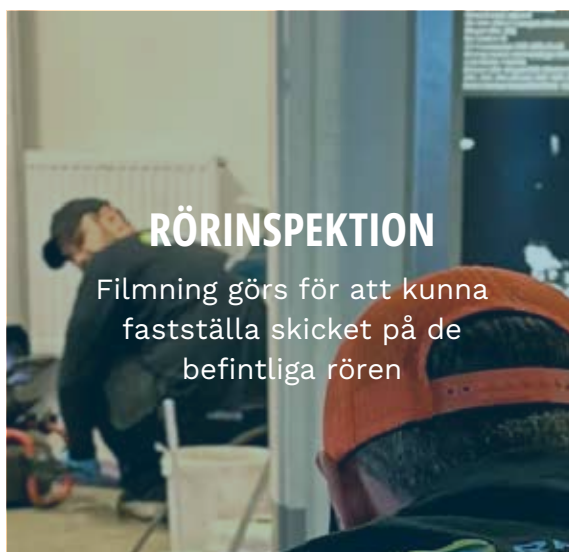 RÖRINSPEKTION
Filmning görs för att kunna
fastställa skicket på de
befintliga rören